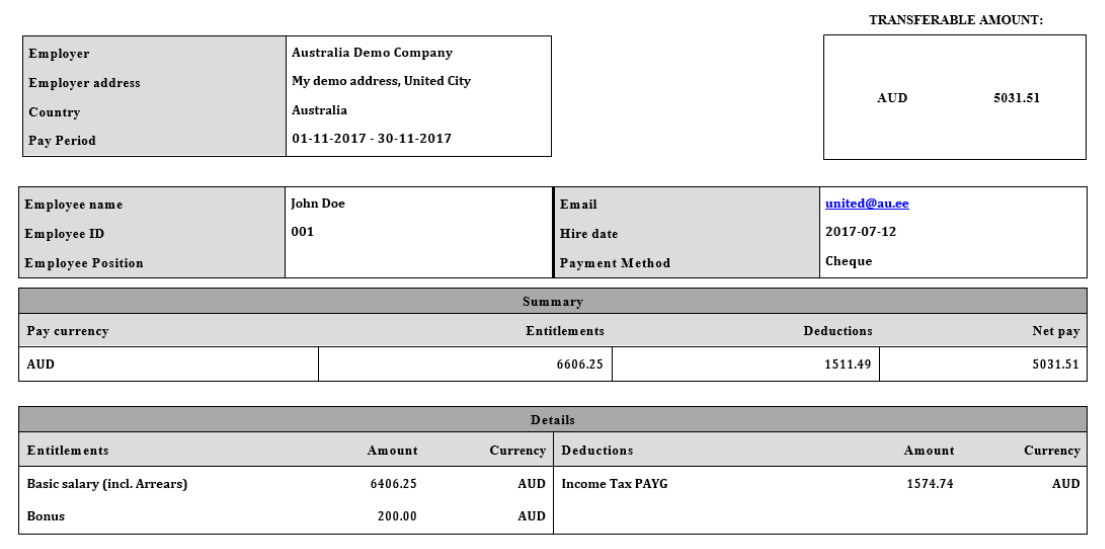 TRANSFERABLE AMOUNT:
Employer Australia Demo Company
Employer address My demo address, United City
AUD 5031.51
Country Australia
Pay Period 01-11-2017 - 30-11-2017
Employee name John Doe Email united@au.ee
Employee ID 001 Hire date 2017-07-12
Employee Position Payment Method Cheque
Summary
Pay currency Entitlements Deductions Net pay
AUD 6606.25 1511.49 5031.51
Details
Entitlements Amount Currency Deductions Amount Currency
Basic salary (incl. Arrears) 6406.25 AUD Income Tax PAYG 1574.74 AUD
Bonus 200.00 AUD